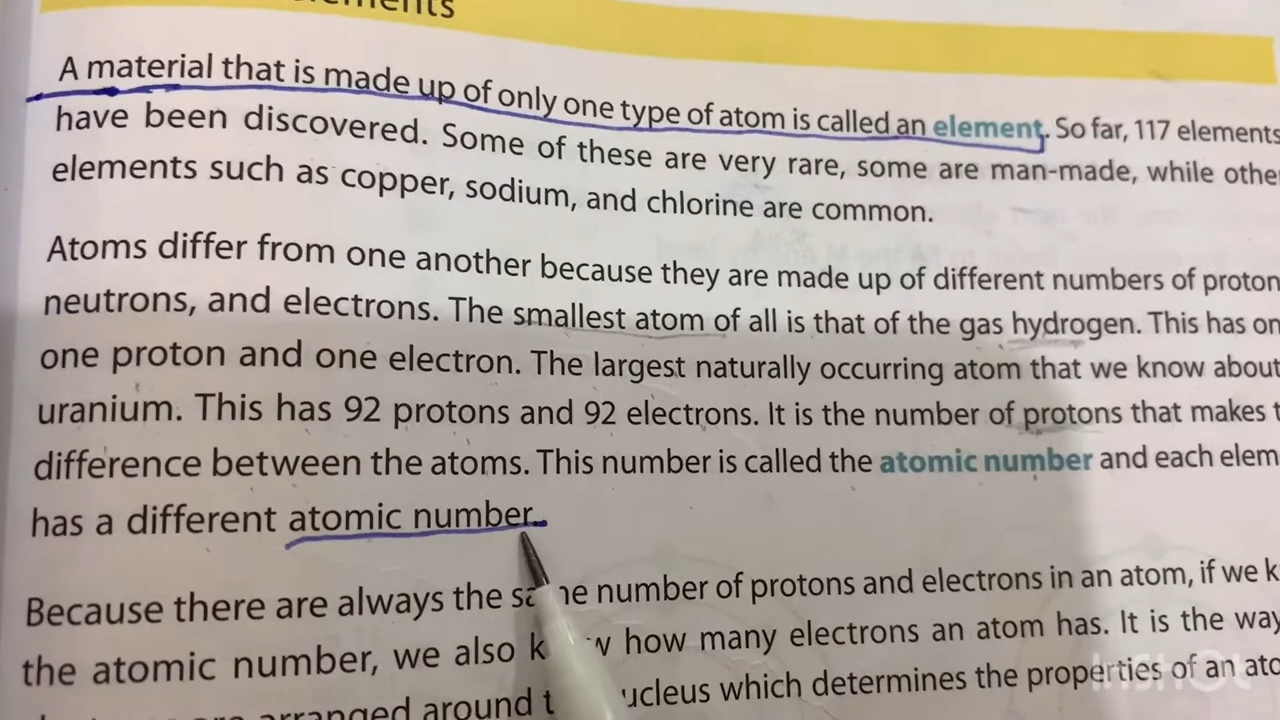 A material that is made up of only one type of atom is called an element. So far, 117 elements
have been discovered. Some of these are very rare, some are man-made, while
elements such as copper, sodium, and chlorine are common.
Atoms differ from one another because they are made up of different numbers of proton
neutrons, and electrons. The smallest atom of all is that of the gas hydrogen. This has
one proton and one electron. The largest naturally occurring atom that we know about
uranium. This has 92 protons and 92 electrons. It is the number of protons that makes
difference between the atoms. This number is called the atomic number and each
has a different atomic number.
Because there are always the number of protons and electrons in an atom, if we
the atomic number, we also how many electrons an atom has. It is the way
arranged around which determines the properties of an
InShOt